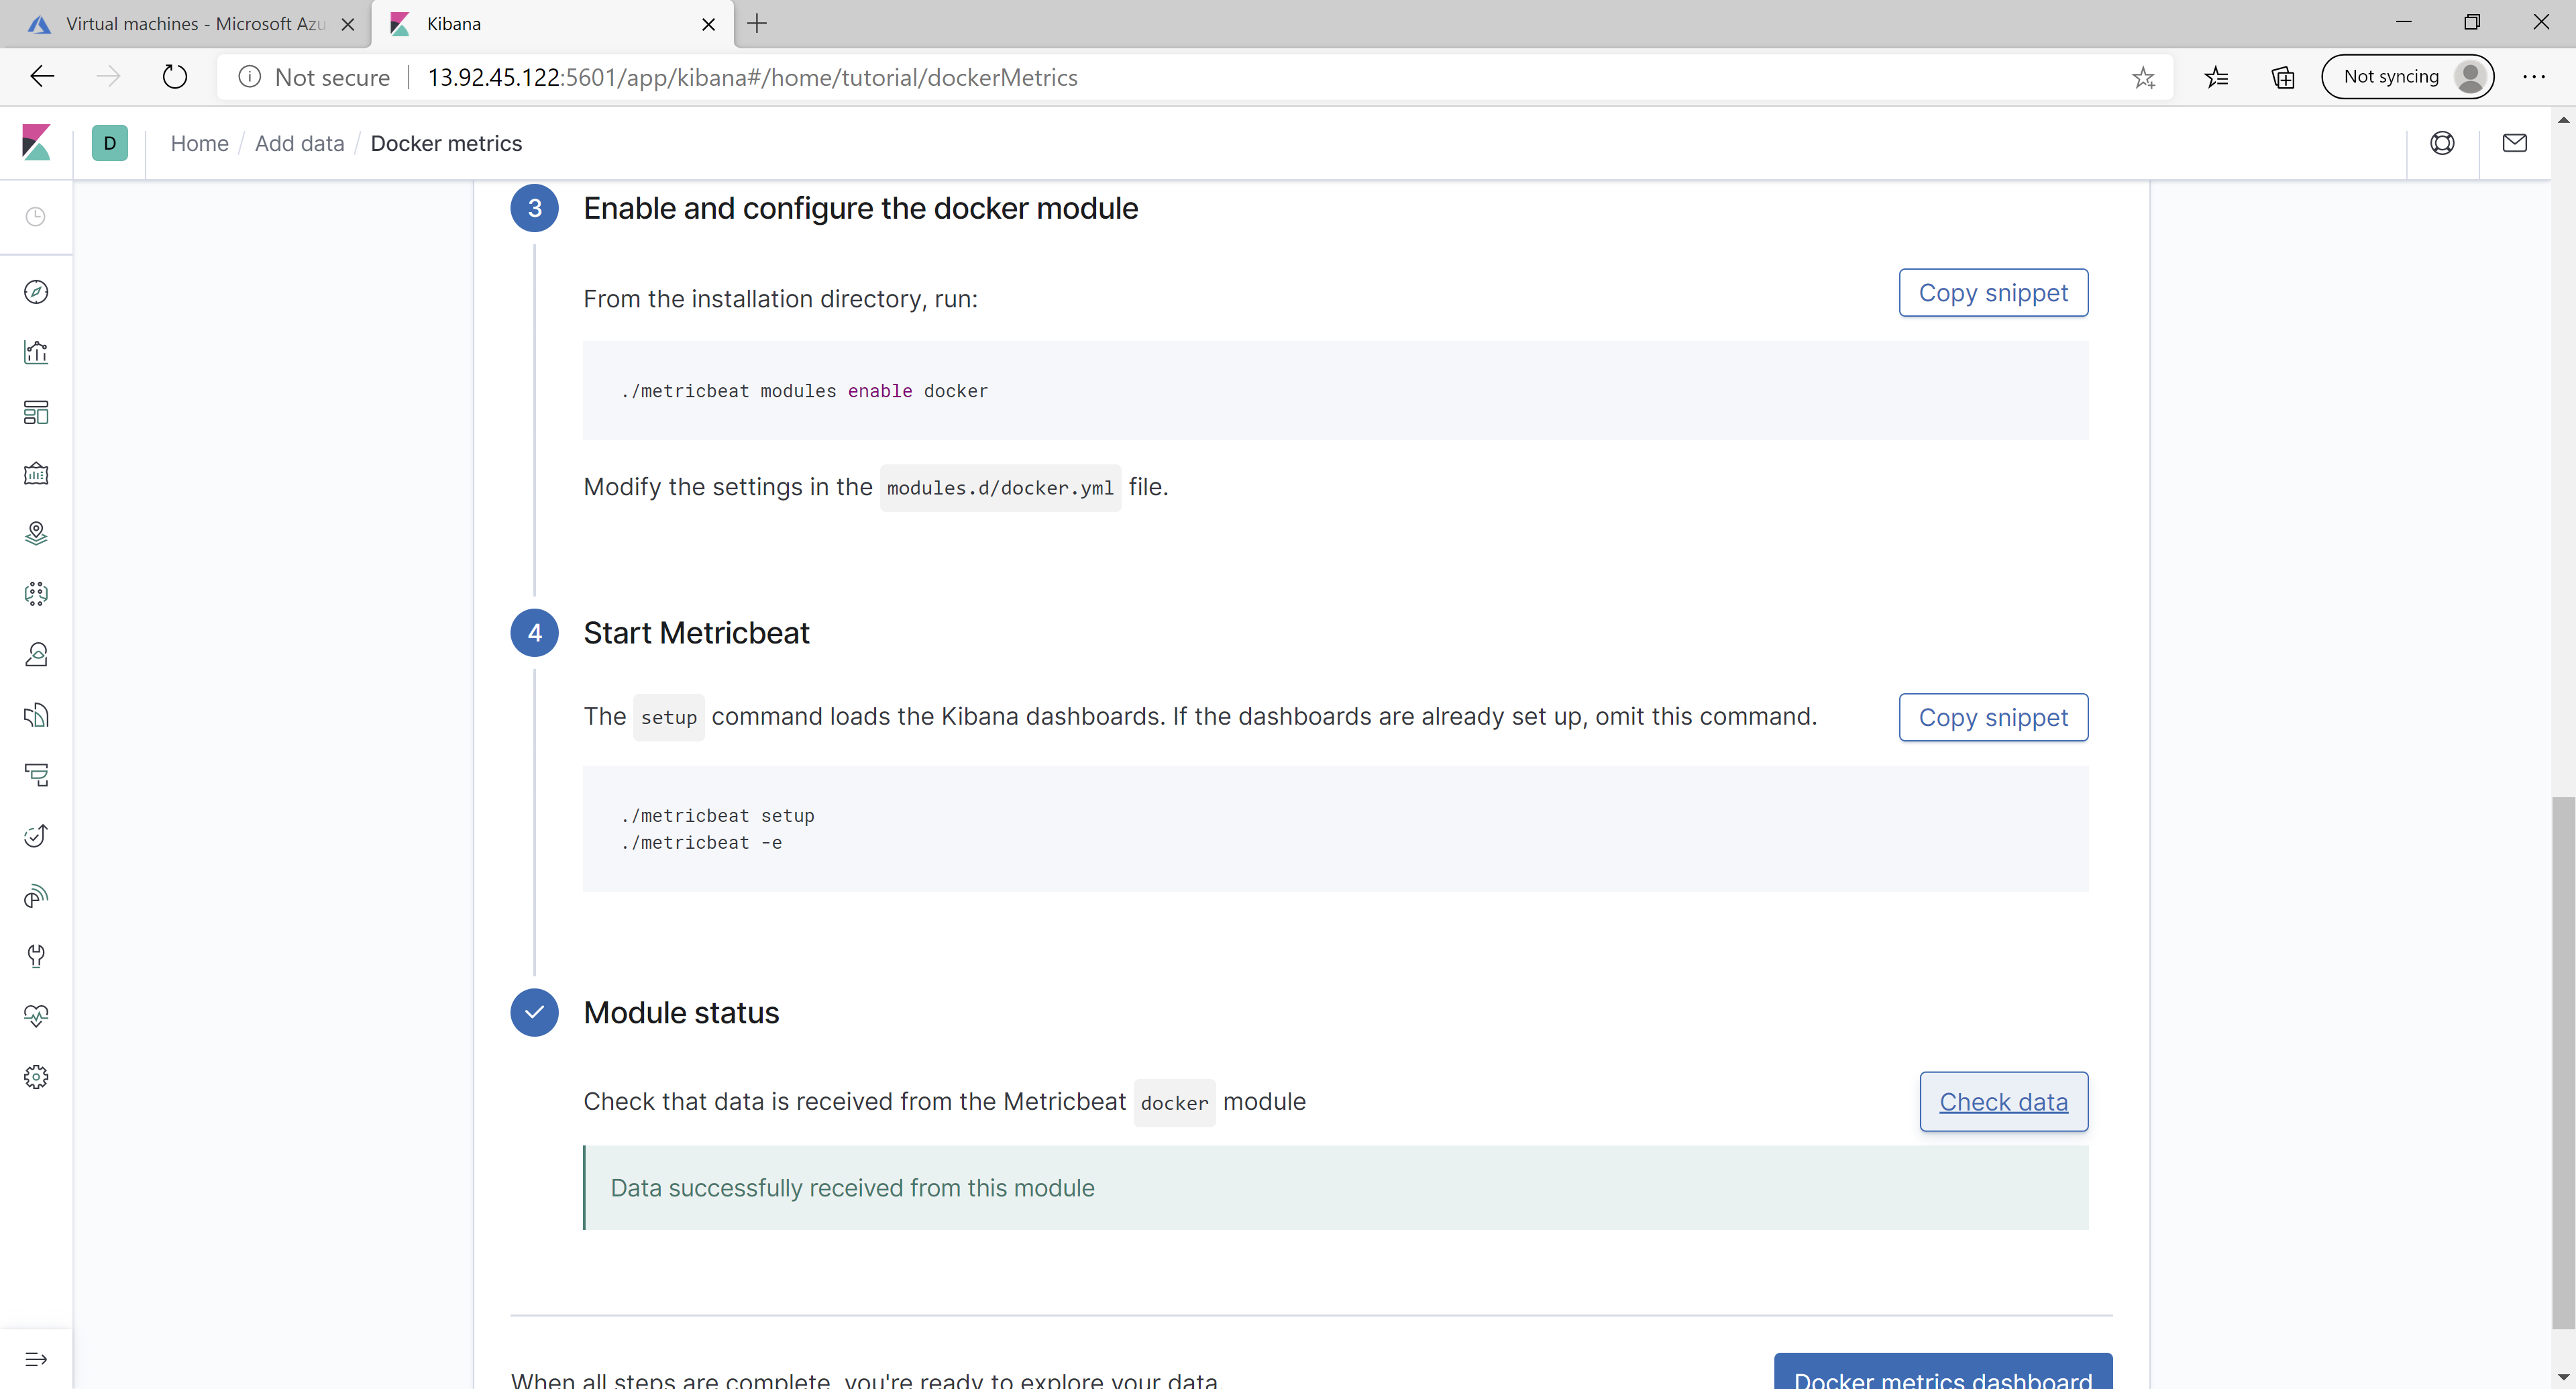 Virtual machines - Microsoft Azu
Kibana
Not secure
13.92.45.122:5601/app/kibana#/home/tutorial/dockerMetrics
Not syncing
D
Home / Add data / Docker metrics
3 Enable and configure the docker module
From the installation directory, run:
Copy snippet
./metricbeat modules enable docker
Modify the settings in the modules.d/docker.yml file.
4 Start Metricbeat
The setup command loads the Kibana dashboards. If the dashboards are already set up, omit this command.
Copy snippet
./metricbeat setup
./metricbeat -e
Module status
Check that data is received from the Metricbeat docker module
Check data
Data successfully received from this module
When all steps are complete, you're ready to explore your data.
Docker metrics dashboard